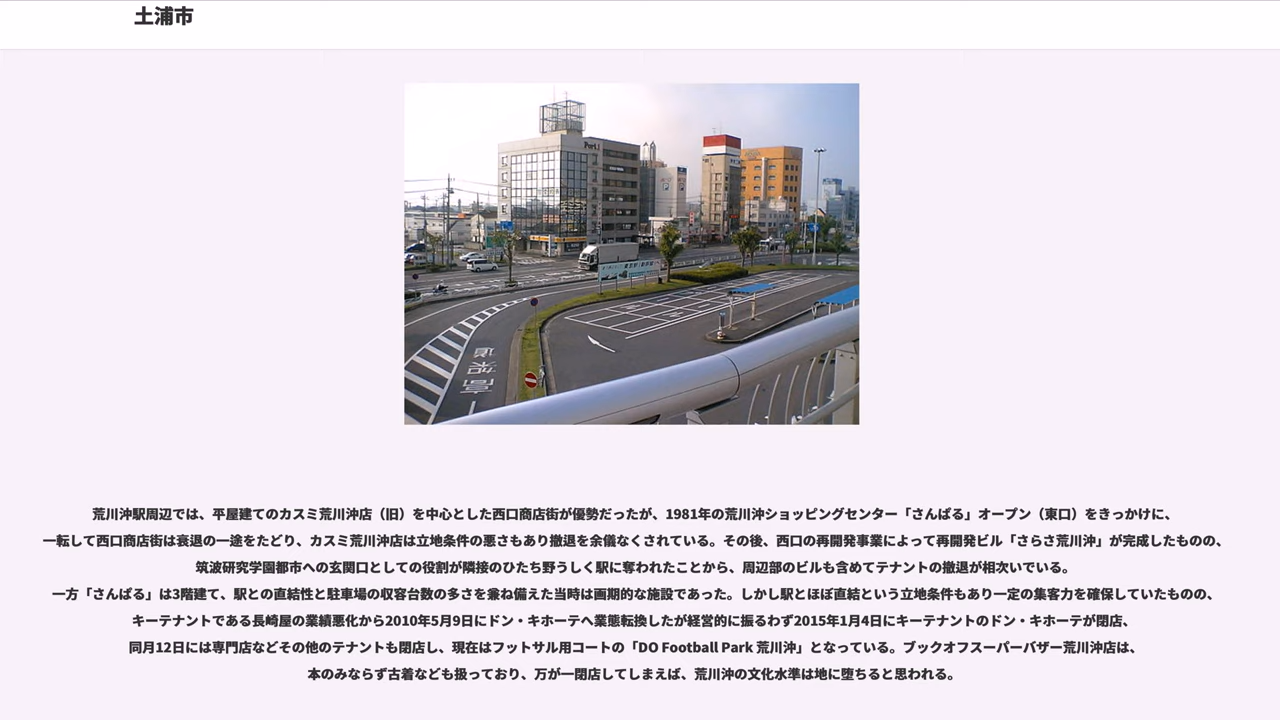 土浦市
荒川沖駅周辺では、平屋建てのカスミ荒川沖店（旧）を中心とした西口商店街が優勢だったが、1981年の荒川沖ショッピングセンター「さんぱる」オープン（東口）をきっかけに、
一転して西口商店街は衰退の一途をたどり、カスミ荒川沖店は立地条件の悪さもあり撤退を余儀なくされている。その後、西口の再開発事業によって再開発ビル「さらさ荒川沖」が完成したものの、
筑波研究学園都市への玄関口としての役割が隣接のひたち野うしく駅に奪われたことから、周辺部のビルも含めてテナントの撤退が相次いでいる。
一方「さんぱる」は3階建て、駅との直結性と駐車場の収容台数の多さを兼ね備えた当時は画期的な施設であった。しかし駅とほぼ直結という立地条件もあり一定の集客力を確保していたものの、
キーテナントである長崎屋の業績悪化から2010年5月9日にドン・キホーテへ業態転換したが経営的に振るわず2015年1月4日にキーテナントのドン・キホーテが閉店、
同月12日には専門店などその他のテナントも閉店し、現在はフットサル用コートの「DO Football Park 荒川沖」となっている。ブックオフスーパーバザー荒川沖店は、
本のみならず古着なども扱っており、万が一閉店してしまえば、荒川沖の文化水準は地に堕ちると思われる。